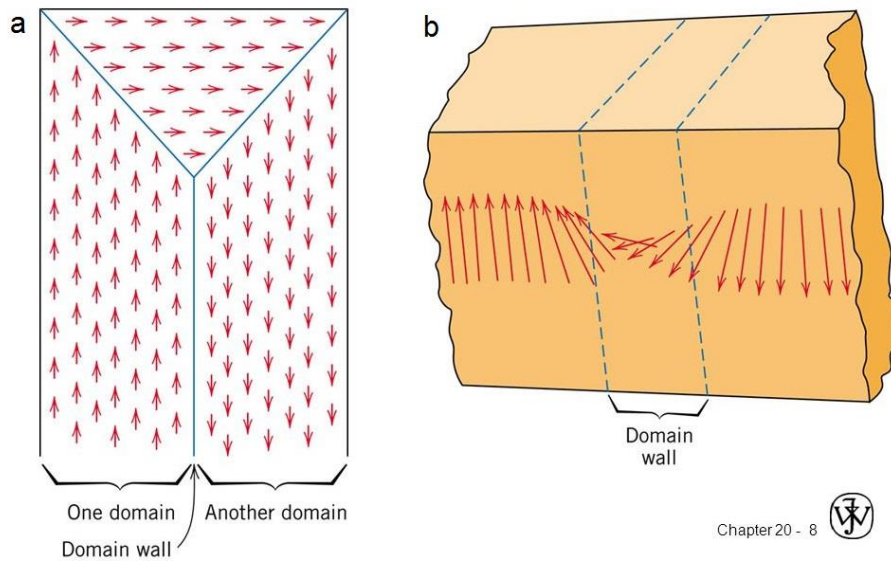 a
b
One domain
Another domain
Domain wall
Domain
wall
Chapter 20 - 8